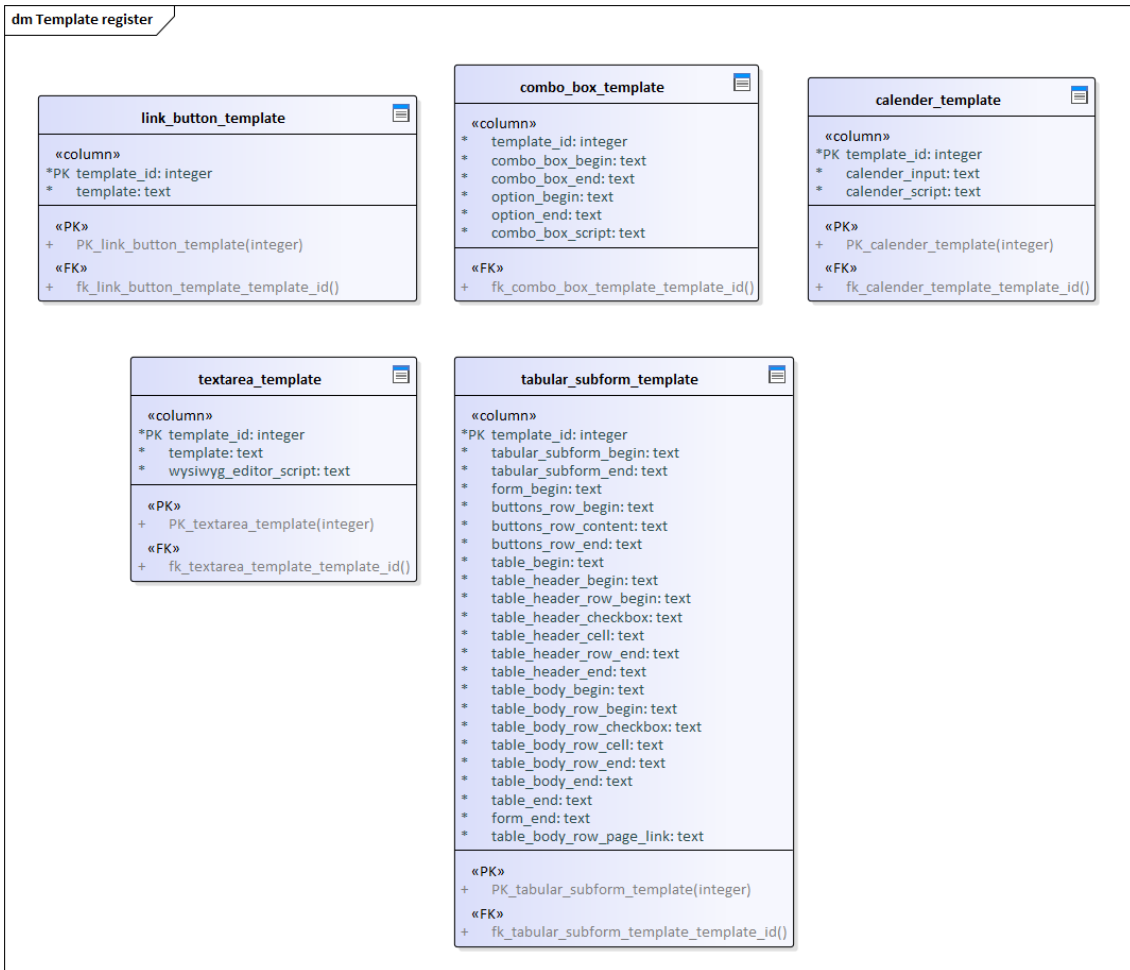 dm Template register
link_button_template
«column»
*PK template_id: integer
* template: text
«PK»
+ PK_link_button_template(integer)
«FK»
+ fk_link_button_template_template_id()
combo_box_template
«column»
* template_id: integer
* combo_box_begin: text
* combo_box_end: text
* option_begin: text
* option_end: text
* combo_box_script: text
«FK»
+ fk_combo_box_template_template_id()
calender_template
«column»
*PK template_id: integer
* calender_input: text
* calender_script: text
«PK»
+ PK_calender_template(integer)
«FK»
+ fk_calender_template_template_id()
textarea_template
«column»
*PK template_id: integer
* template: text
* wysiwyg_editor_script: text
«PK»
+ PK_textarea_template(integer)
«FK»
+ fk_textarea_template_template_id()
tabular_subform_template
«column»
*PK template_id: integer
* tabular_subform_begin: text
* tabular_subform_end: text
* form_begin: text
* buttons_row_begin: text
* buttons_row_content: text
* buttons_row_end: text
* table_begin: text
* table_header_begin: text
* table_header_row_begin: text
* table_header_checkbox: text
* table_header_cell: text
* table_header_row_end: text
* table_header_end: text
* table_body_begin: text
* table_body_row_begin: text
* table_body_row_checkbox: text
* table_body_row_cell: text
* table_body_row_end: text
* table_body_end: text
* table_end: text
* form_end: text
* table_body_row_page_link: text
«PK»
+ PK_tabular_subform_template(integer)
«FK»
+ fk_tabular_subform_template_template_id()